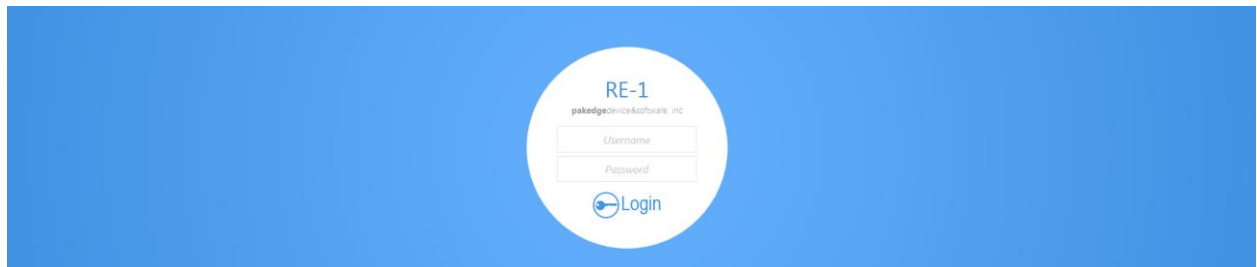 RE-1
pakedgedevice&software, inc
Username
Password
Login